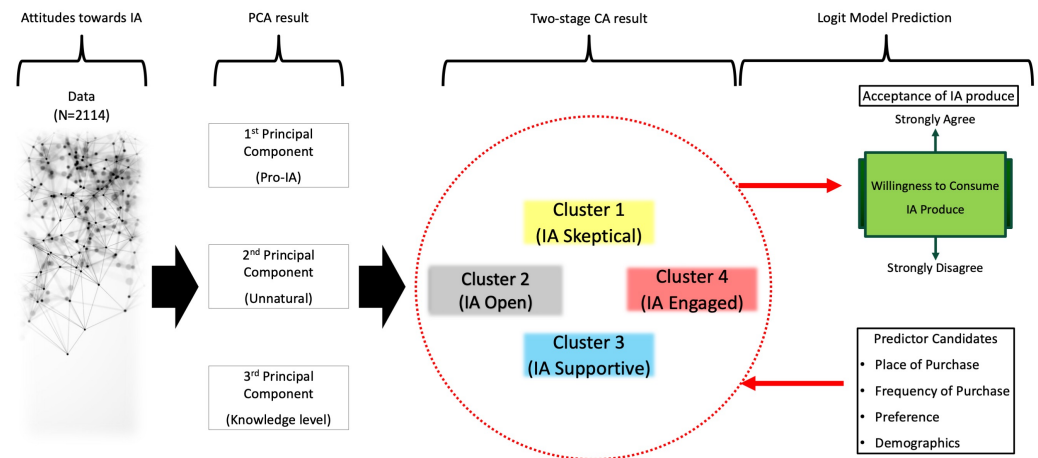 Attitudes towards IA
PCA result
Two-stage CA result
Logit Model Prediction
Data
(N=2114)
1st Principal
Component
(Pro-IA)
2nd Principal
Component
(Unnatural)
3rd Principal
Component
(Knowledge level)
Cluster 1
(IA Skeptical)
Cluster 2
(IA Open)
Cluster 4
(IA Engaged)
Cluster 3
(IA Supportive)
Acceptance of IA produce
Strongly Agree
Willingness to Consume
IA Produce
Strongly Disagree
Predictor Candidates
• Place of Purchase
• Frequency of Purchase
• Preference
• Demographics